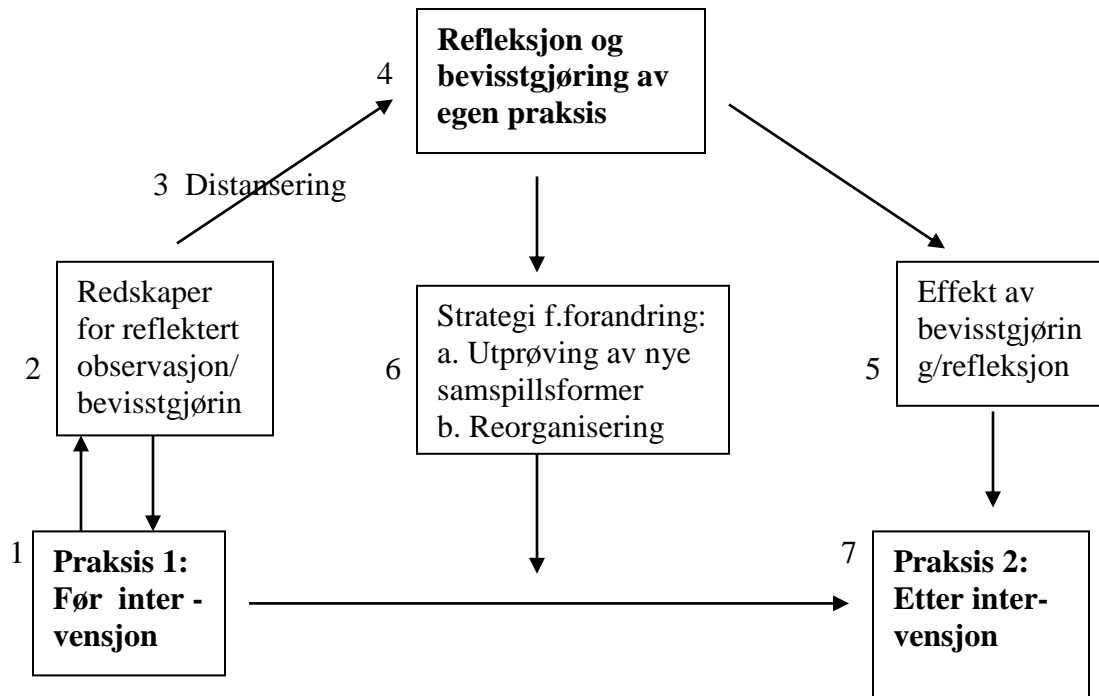 4
Refleksjon og
bevisstgjøring av
egen praksis
3 Distansering
2
Redskaper
for reflektert
observasjon/
bevisstgjørin
6
Strategi f.forandring:
a. Utprøving av nye
samspillsformer
b. Reorganisering
5
Effekt av
bevisstgjørin
g/refleksjon
1
Praksis 1:
Før inter -
vensjon
7
Praksis 2:
Etter inter-
vensjon